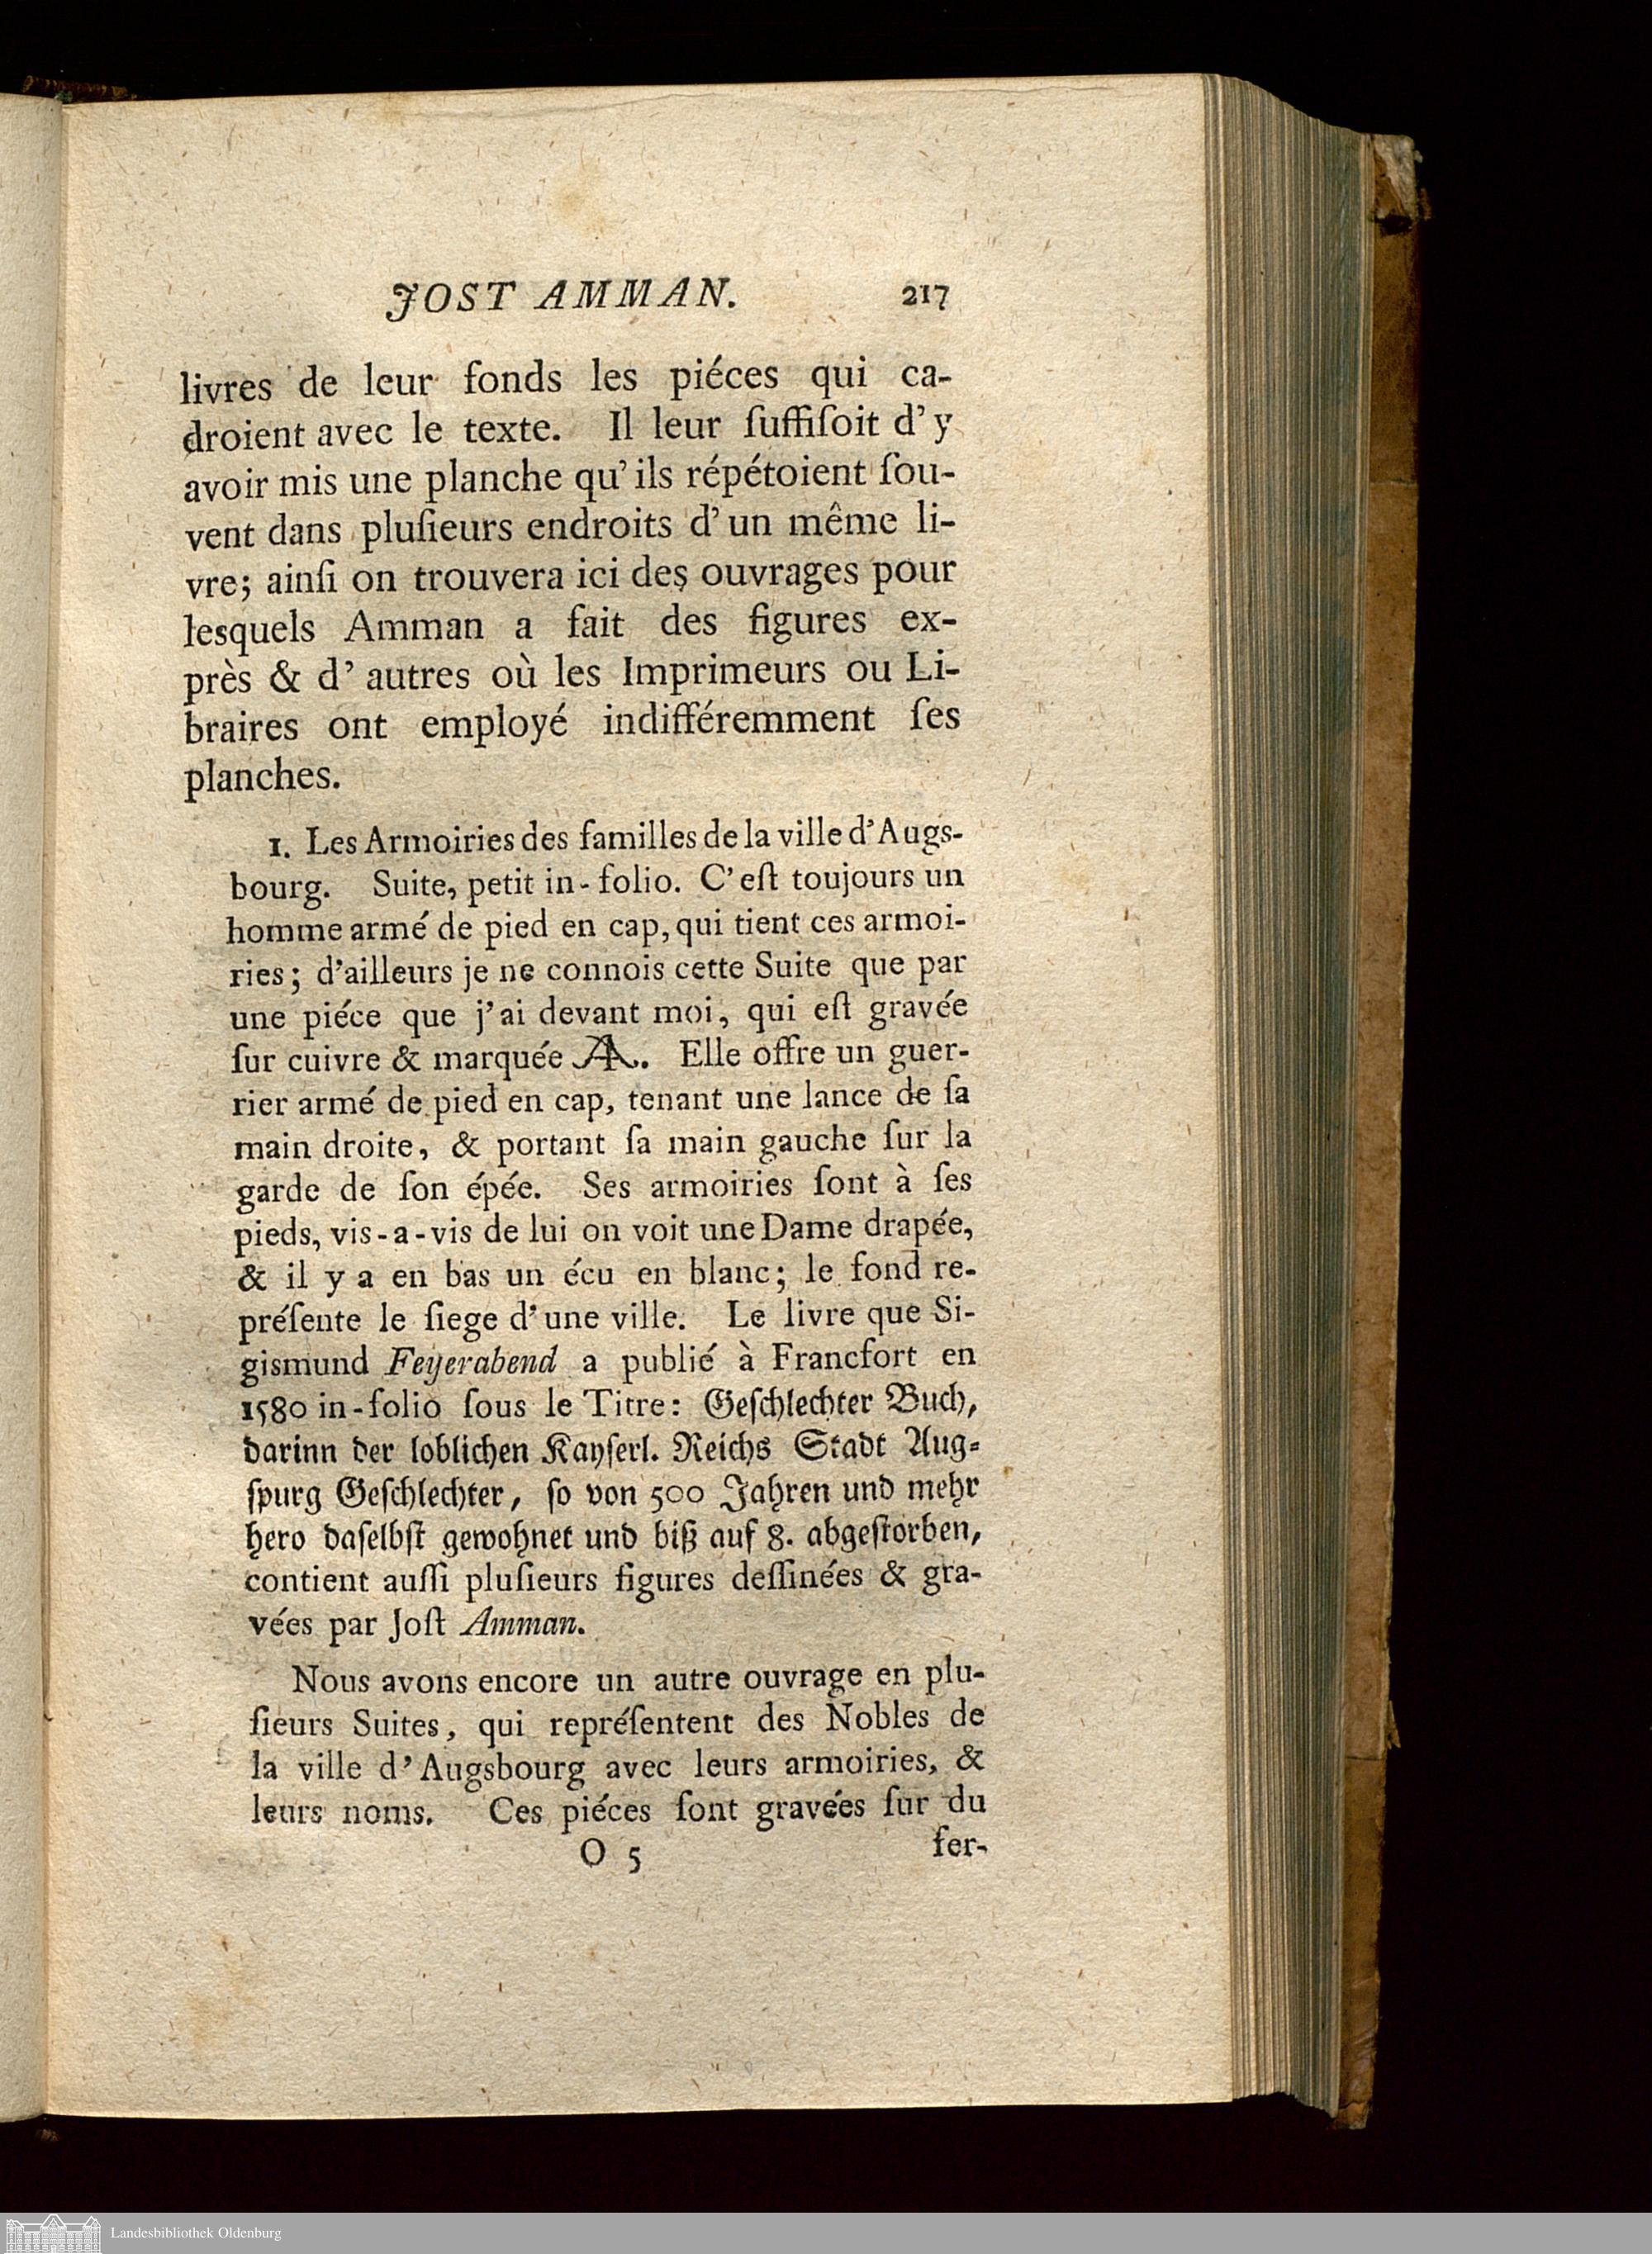 JOST AMMAN. 217
livres de leur fonds les piéces qui ca-
droient avec le texte. Il leur ſuffiſoit d'y
avoir mis une planche qu'ils répétoient ſou-
vent dans pluſieurs endroits d'un même li-
vre; ainſi on trouvera ici des ouvrages pour
lesquels Amman a fait des figures ex-
près & d'autres où les Imprimeurs ou Li-
braires ont employé indifféremment ſes
planches.
1. Les Armoiries des familles de la ville d'Augs-
bourg. Suite, petit in-folio. C'eſt toujours un
homme armé de pied en cap, qui tient ces armoi-
ries; d'ailleurs je ne connois cette Suite que par
une piéce que j'ai devant moi, qui eſt gravée
ſur cuivre & marquée . Elle offre un guer-
rier armé de pied en cap, tenant une lance de ſa
main droite, & portant ſa main gauche ſur la
garde de ſon épée. Ses armoiries ſont à ſes
pieds, vis-a-vis de lui on voit une Dame drapée,
& il y a en bas un écu en blanc; le fond re-
préſente le ſiege d'une ville. Le livre que Si-
gismund Feyerabend a publié à Francfort en
1580 in-folio ſous le Titre: Geſchlechter Buch,
darinn der loblichen Kayſerl. Reichs Stadt Aug-
ſpurg Geſchlechter, ſo von 500 Jahren und mehr
hero daſelbſt gewohnet und biß auf 8. abgeſtorben,
contient auſſi pluſieurs figures deſſinées & gra-
vées par Joſt Amman.
Nous avons encore un autre ouvrage en plu-
ſieurs Suites, qui repréſentent des Nobles de
la ville d'Augsbourg avec leurs armoiries, &
leurs noms. Ces piéces ſont gravées ſur du
O 5 fer-
Landesbibliothek Oldenburg